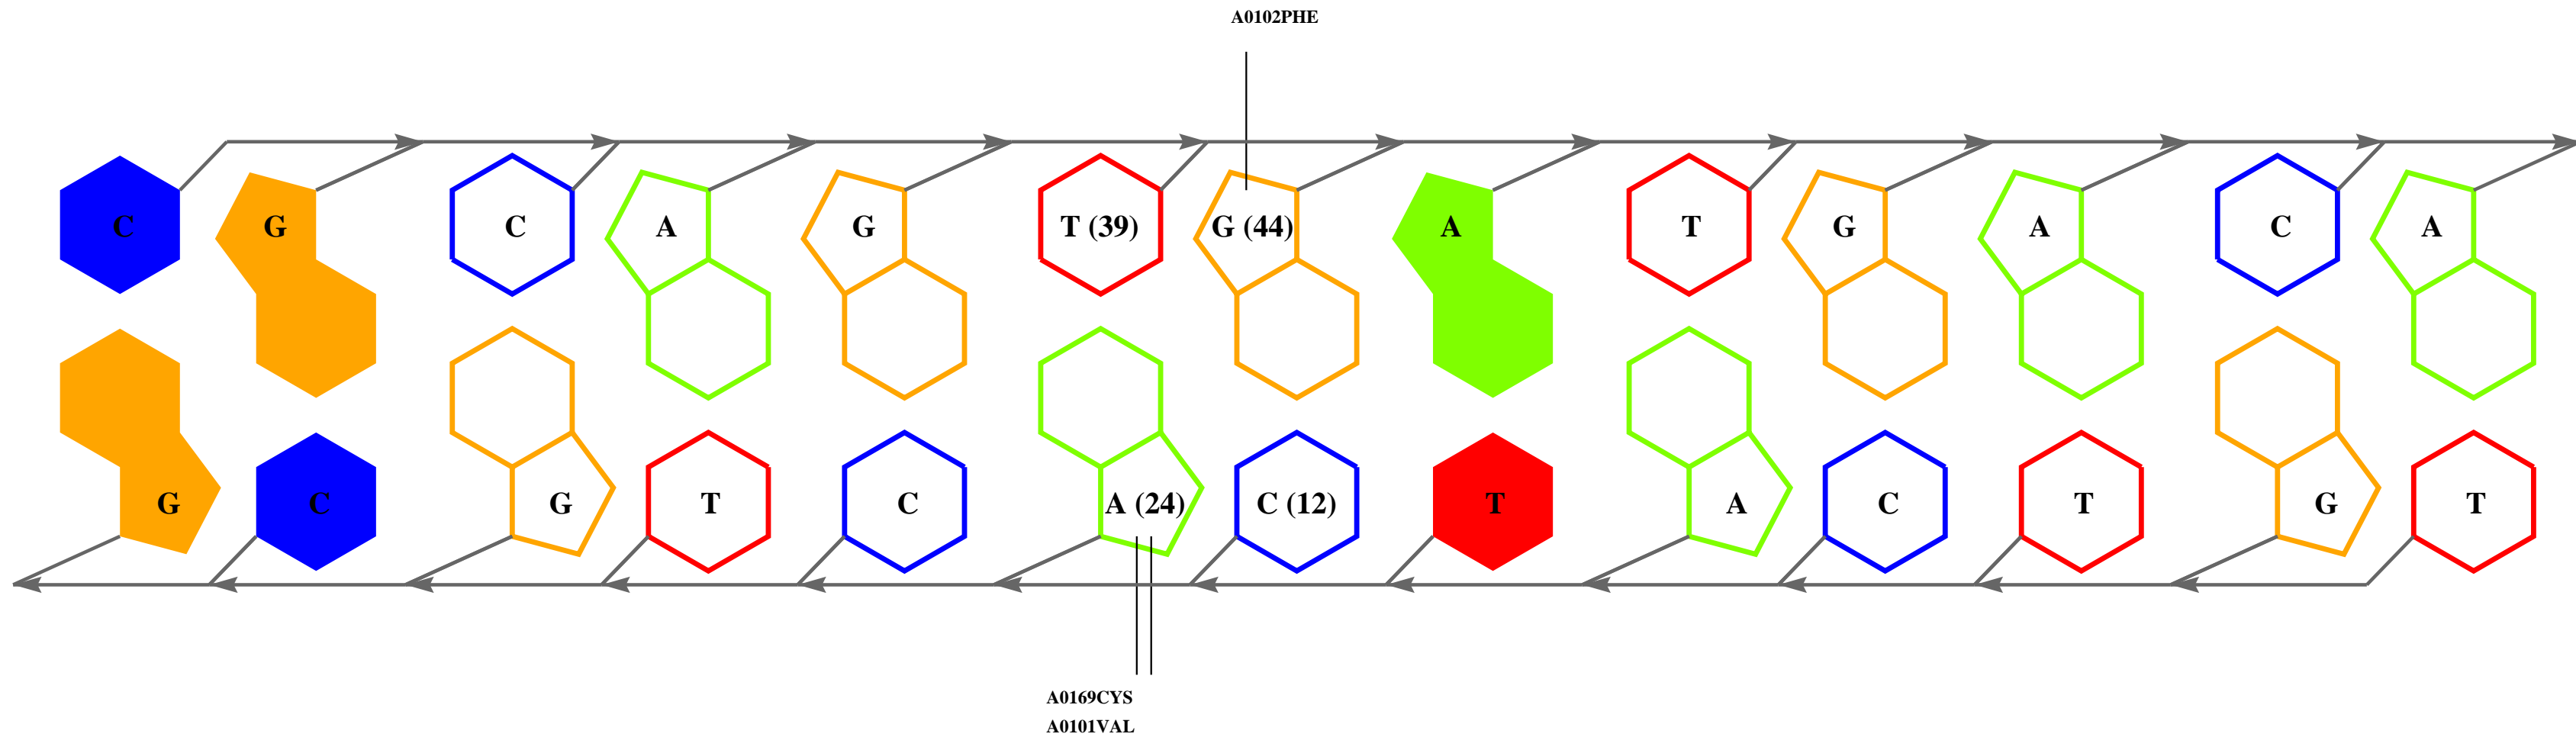 A0102PHE
C G C A G T (39) G (44) A T G A C A
G C G T C A (24) C (12) T A C T G T
A0169CYS
A0101VAL